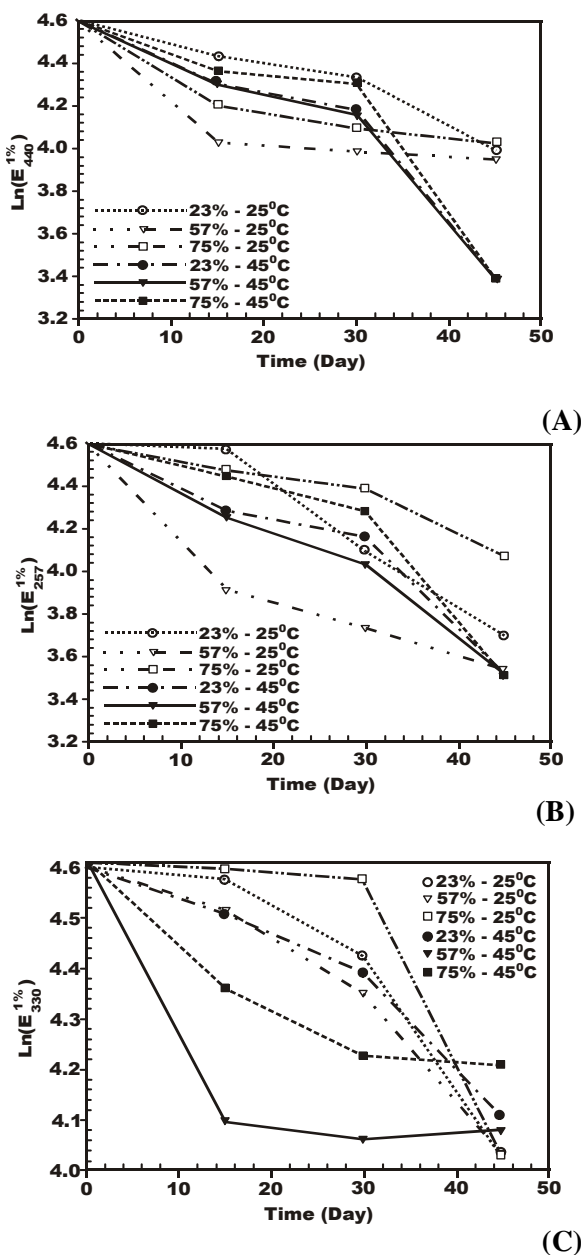 4.6
4.4
4.2
4.0
3.8
3.6
3.4
3.2
Ln(E 1% 440)
23% - 25⁰C
57% - 25⁰C
75% - 25⁰C
23% - 45⁰C
57% - 45⁰C
75% - 45⁰C
0 10 20 30 40 50
Time (Day)
(A)
4.6
4.4
4.2
4.0
3.8
3.6
3.4
3.2
Ln(E 1% 257)
23% - 25⁰C
57% - 25⁰C
75% - 25⁰C
23% - 45⁰C
57% - 45⁰C
75% - 45⁰C
0 10 20 30 40 50
Time (Day)
(B)
4.6
4.5
4.4
4.3
4.2
4.1
4.0
Ln(E 1% 330)
23% - 25⁰C
57% - 25⁰C
75% - 25⁰C
23% - 45⁰C
57% - 45⁰C
75% - 45⁰C
0 10 20 30 40 50
Time (Day)
(C)